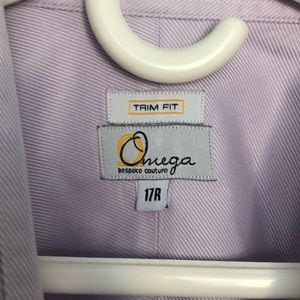 TRIM FIT
Omega
bespoke couture
17R